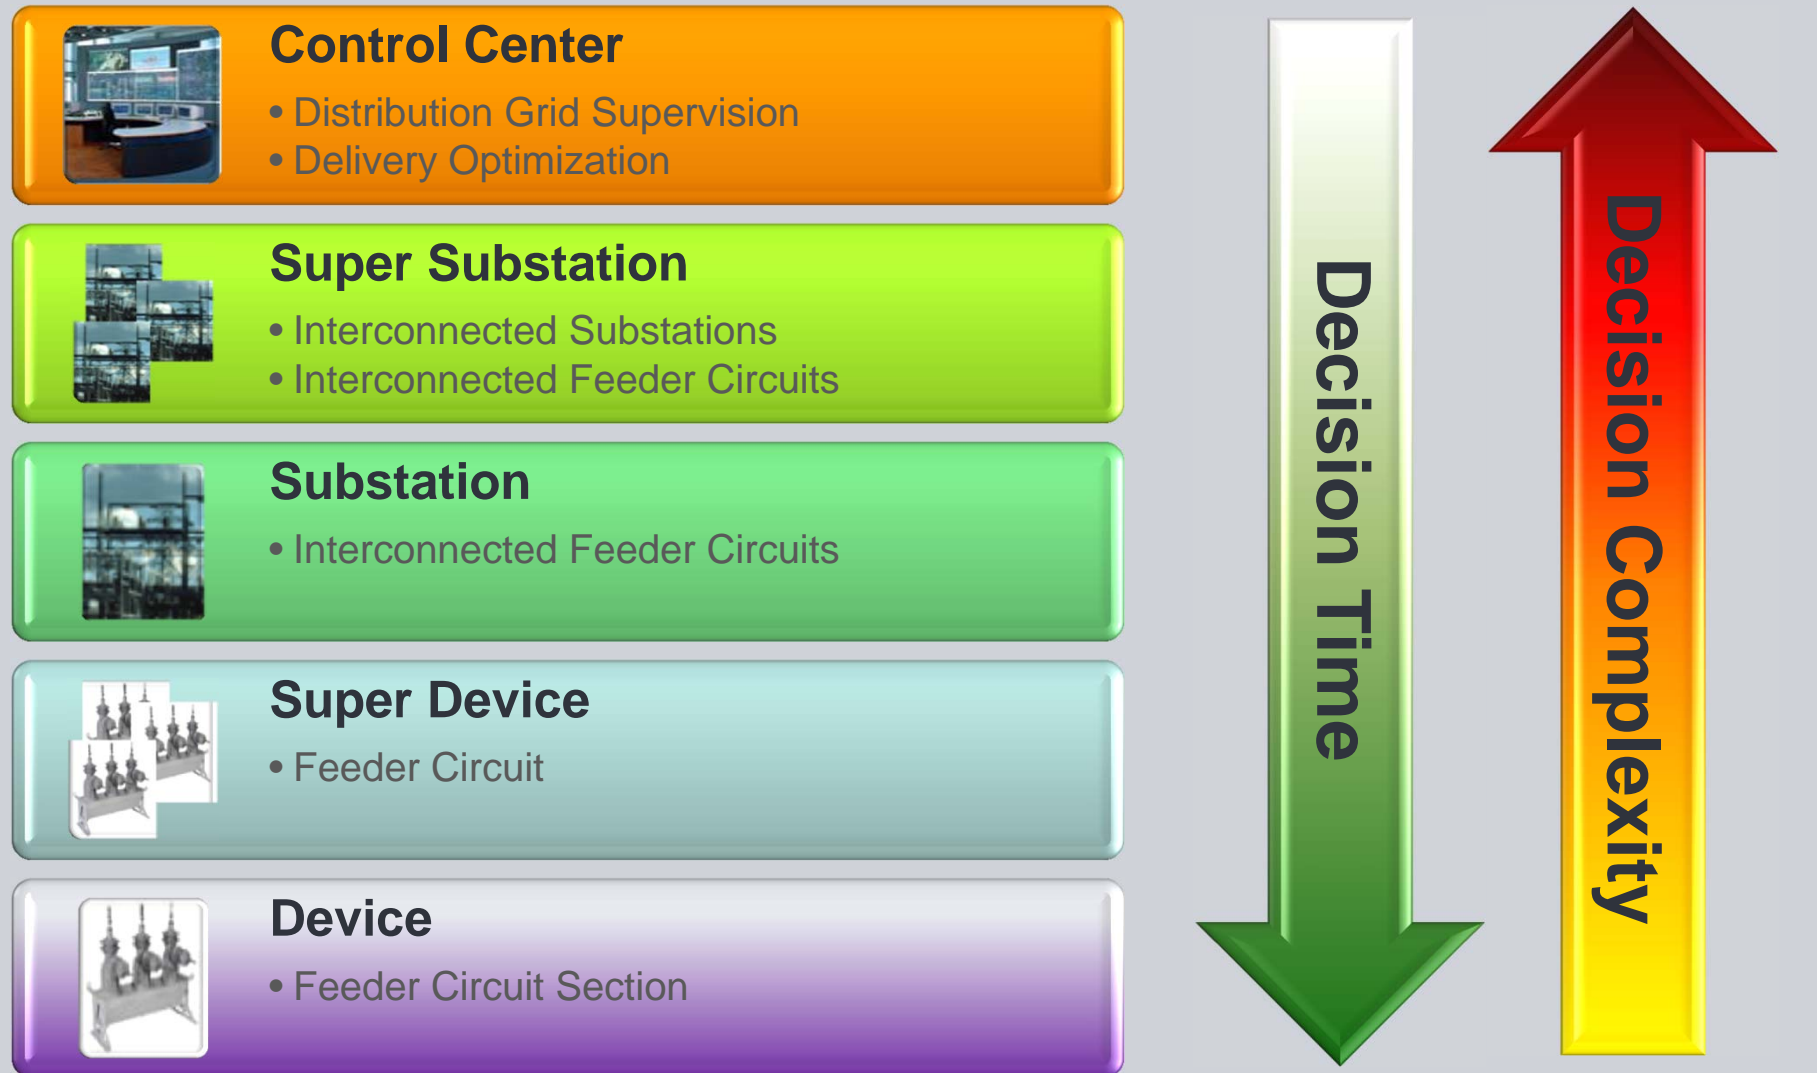 Control Center
• Distribution Grid Supervision
• Delivery Optimization
Super Substation
• Interconnected Substations
• Interconnected Feeder Circuits
Substation
• Interconnected Feeder Circuits
Super Device
• Feeder Circuit
Device
• Feeder Circuit Section
Decision Time
Decision Complexity